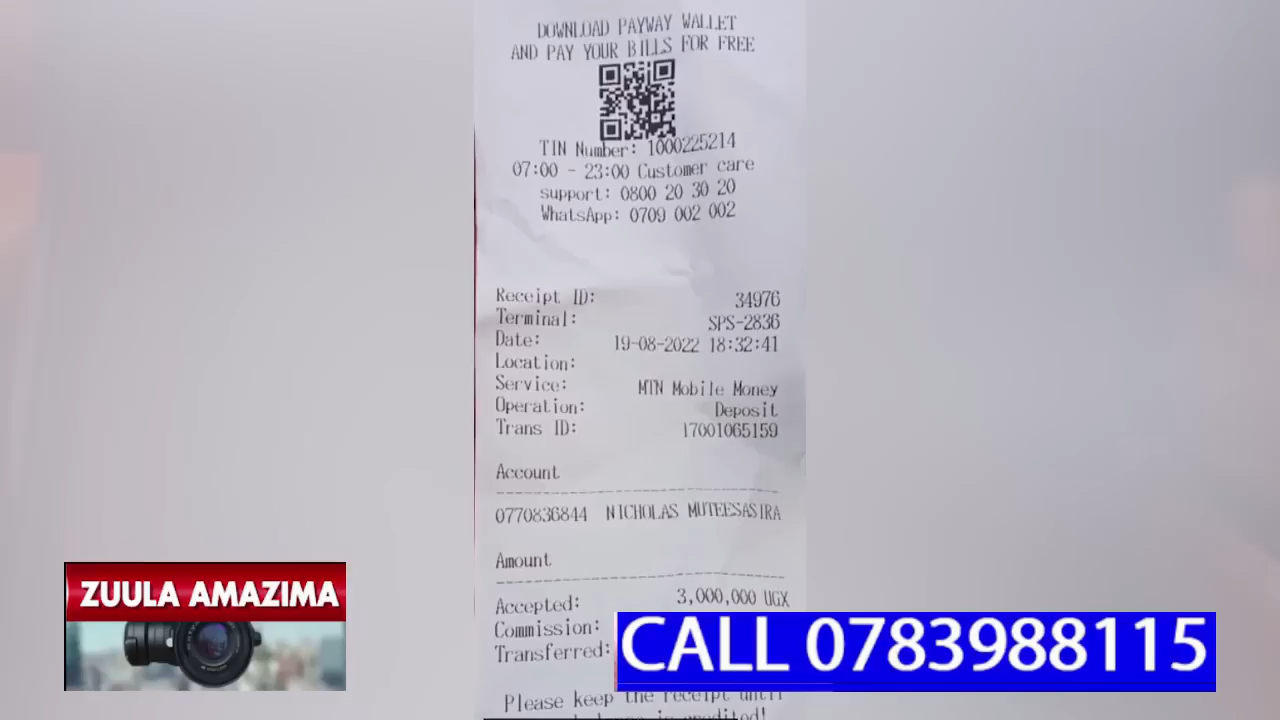 DOWNLOAD PAYWAY WALLET
AND PAY YOUR BILLS FOR FREE
TIN Number: 1000225214
07:00 - 23:00 Customer care
support: 0800 20 30 20
WhatsApp: 0709 002 002
Receipt ID: 34976
Terminal: SPS-2836
Date: 19-08-2022 18:32:41
Location:
Service: MTN Mobile Money
Operation: Deposit
Trans ID: 17001065159
Account
0770836844 NICHOLAS MUTEESASIRA
Amount
Accepted: 3,000,000 UGX
Commission:
Transferred:
Please keep the receipt until
is credited!
ZUULA AMAZIMA
CALL 0783988115